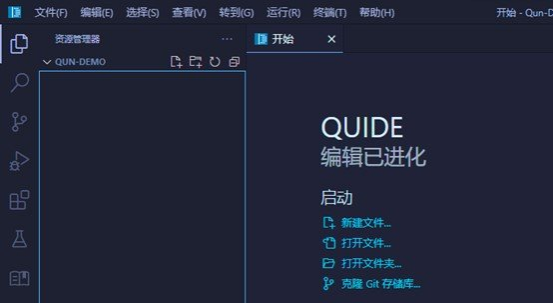 文件(F) 编辑(E) 选择(S) 查看(V) 转到(G) 运行(R) 终端(T) 帮助(H) 开始 - Qun-D
资源管理器
开始
QUN-DEMO
QUIDE
编辑已进化
启动
新建文件...
打开文件...
打开文件夹...
克隆 Git 存储库...